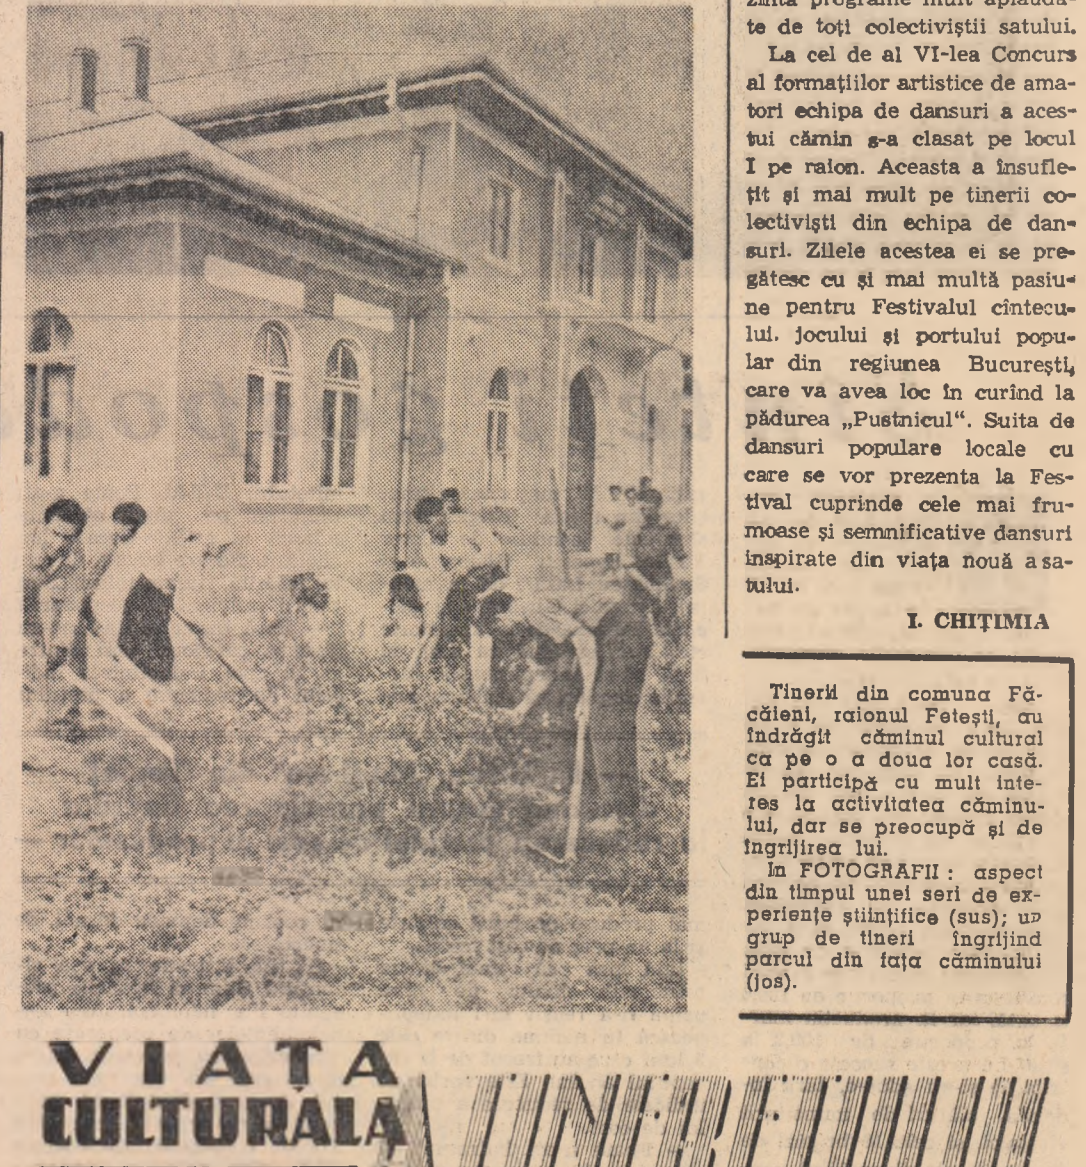 te de toți colectiviștii satului.
La cel de al VI-lea Concurs
al formațiilor artistice de ama-
tori echipa de dansuri a aces-
tui cămin s-a clasat pe locul
I pe raion. Aceasta a însufle-
țit și mai mult pe tinerii co-
lectiviști din echipa de dan-
suri. Zilele acestea ei se pre-
gătesc cu și mai multă pasiu-
ne pentru Festivalul cîntecu-
lui. jocului și portului popu-
lar din regiunea București,
care va avea loc în curînd la
pădurea „Pustnicul“. Suita de
dansuri populare locale cu
care se vor prezenta la Fes-
tival cuprinde cele mai fru-
moase și semnificative dansuri
inspirate din viața nouă a sa-
tului.
I. CHIȚIMIA
Tinerii din comuna Fă-
căieni, raionul Fetești, au
îndrăgit căminul cultural
ca pe o a doua lor casă.
Ei participă cu mult inte-
res la activitatea căminu-
lui, dar se preocupă și de
îngrijirea lui.
In FOTOGRAFII : aspect
din timpul unei seri de ex-
periențe științifice (sus); un
grup de tineri îngrijind
parcul din fața căminului
(jos).
VIAȚA
CULTURALĂ A TINERETULUI